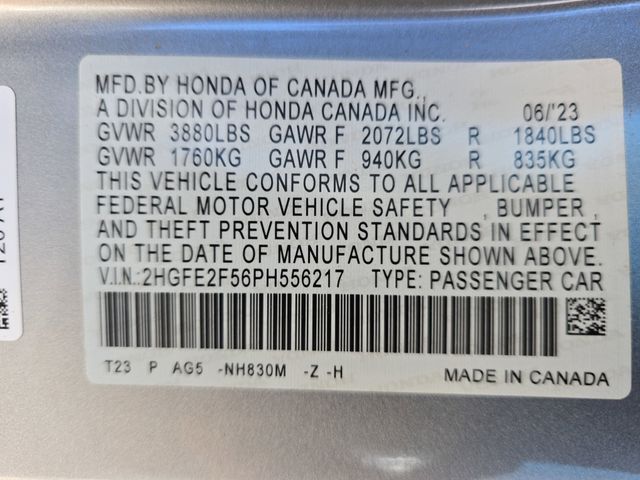 MFD.BY HONDA OF CANADA MFG.,
A DIVISION OF HONDA CANADA INC. 06/'23
GVWR 3880LBS GAWR F 2072LBS R 1840LBS
GVWR 1760KG GAWR F 940KG R 835KG
THIS VEHICLE CONFORMS TO ALL APPLICABLE
FEDERAL MOTOR VEHICLE SAFETY , BUMPER ,
AND THEFT PREVENTION STANDARDS IN EFFECT
ON THE DATE OF MANUFACTURE SHOWN ABOVE.
V.I.N.:2HGFE2F56PH556217 TYPE: PASSENGER CAR
T23 P AG5 -NH830M -Z -H
MADE IN CANADA